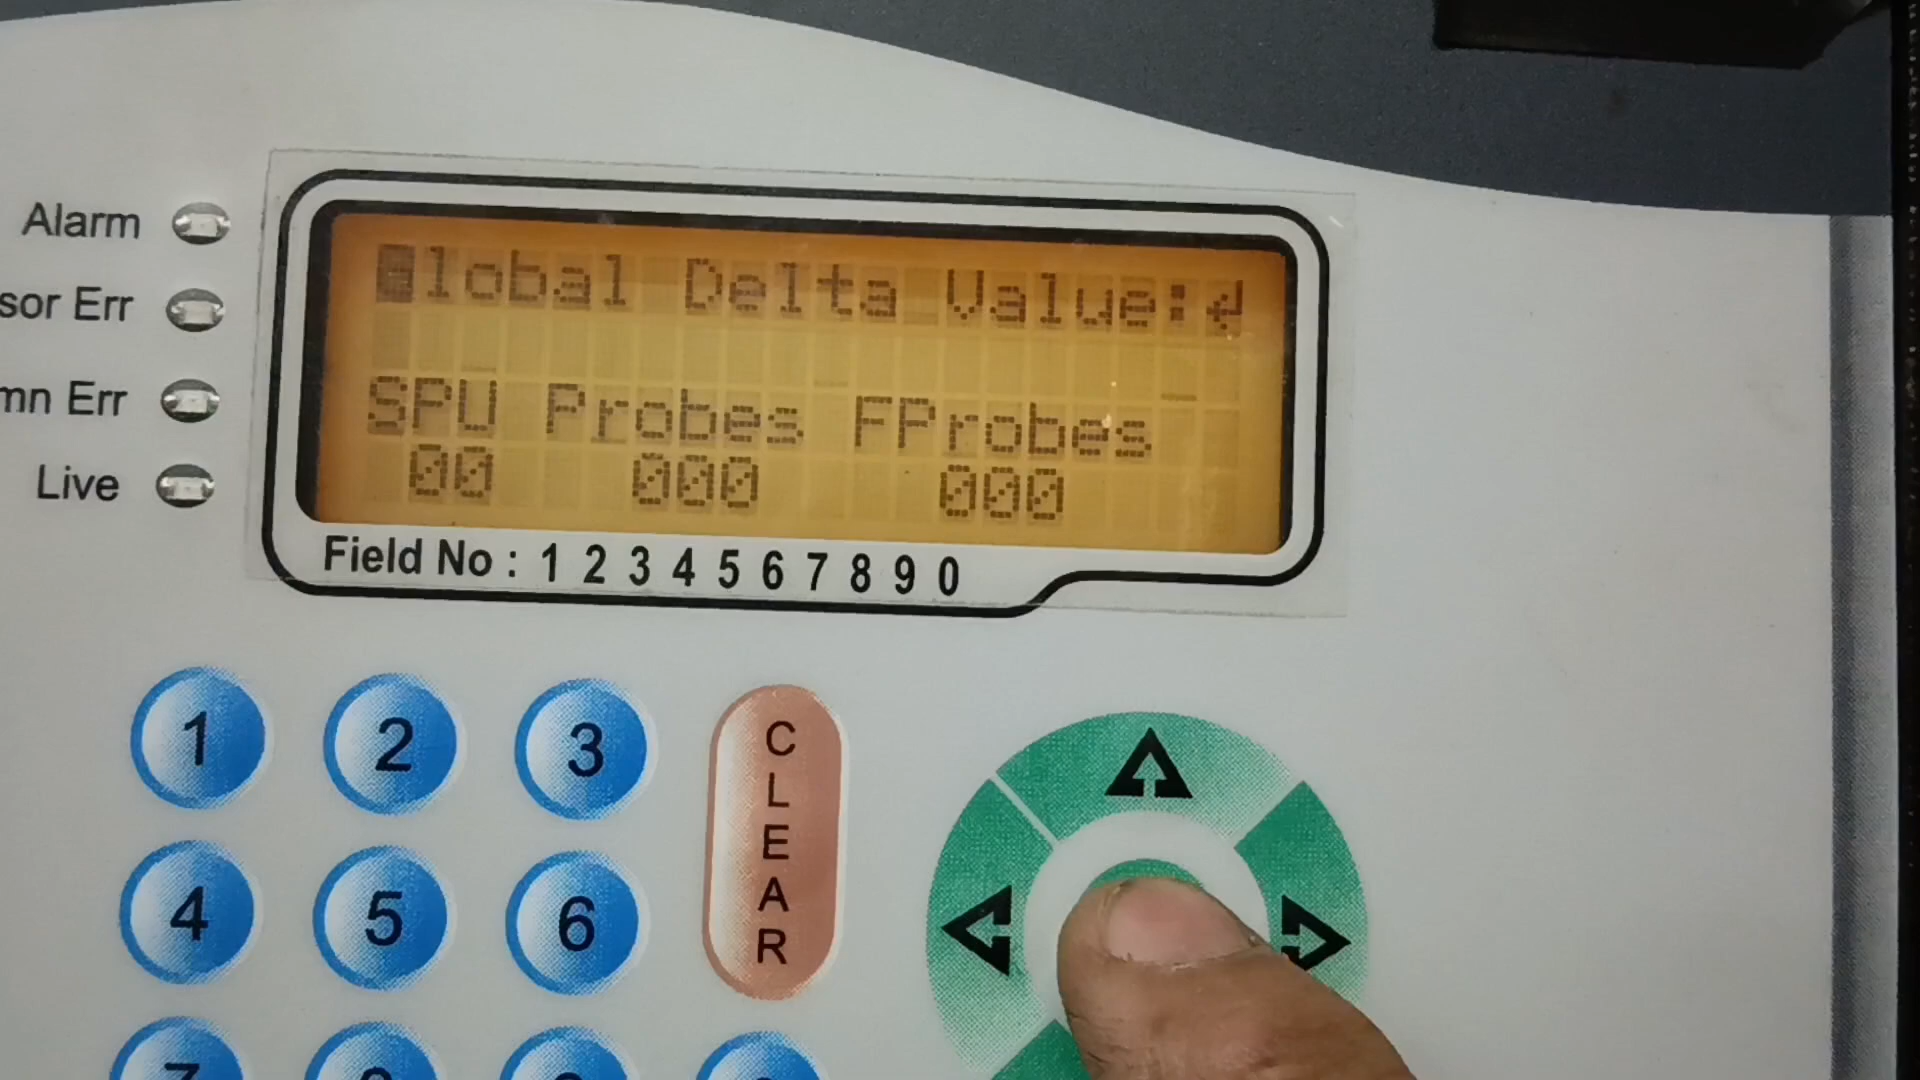 Alarm
sor Err
mn Err
Live
Global Delta Value:↵
SPU Probes FProbes
00 000 000
Field No : 1 2 3 4 5 6 7 8 9 0
1 2 3
4 5 6
CLEAR